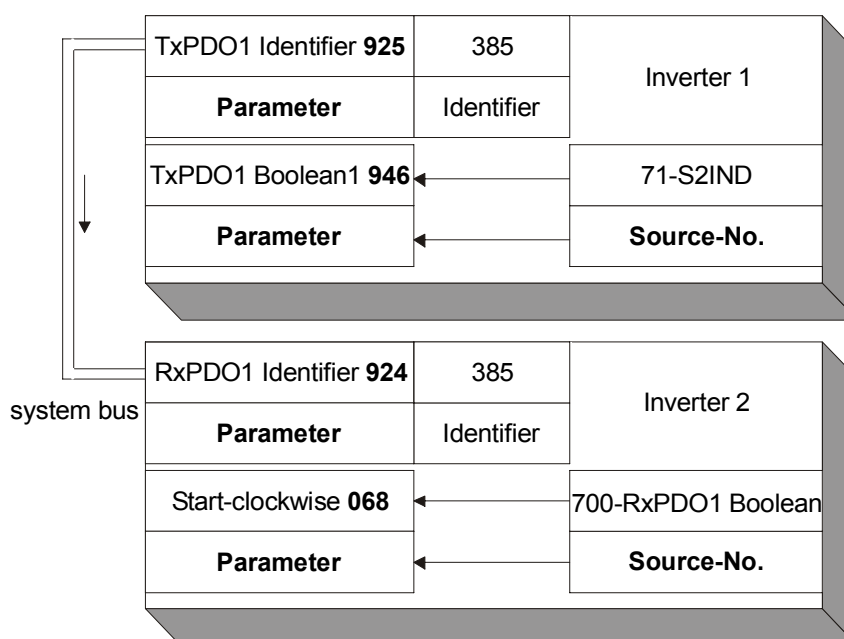 TxPDO1 Identifier 925 385
Inverter 1
Parameter Identifier
TxPDO1 Boolean1 946 71-S2IND
Parameter Source-No.
RxPDO1 Identifier 924 385
Inverter 2
system bus
Parameter Identifier
Start-clockwise 068 700-RxPDO1 Boolean
Parameter Source-No.